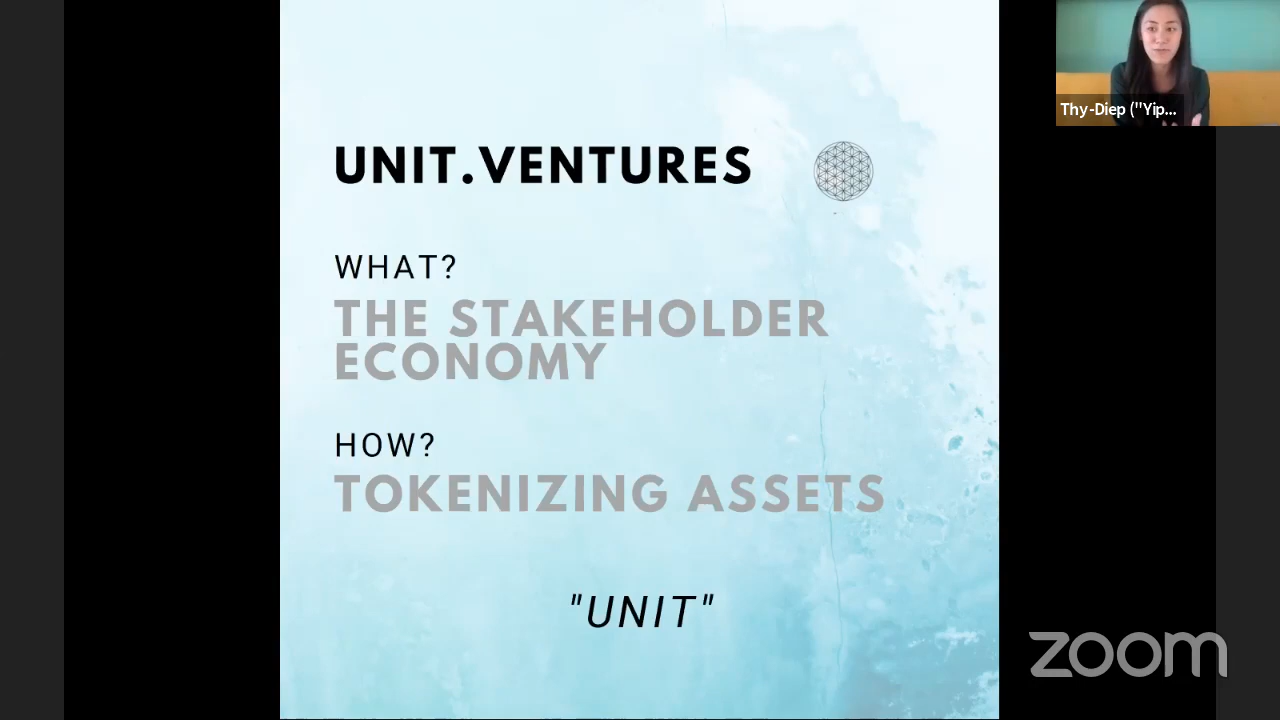 UNIT.VENTURES
WHAT?
THE STAKEHOLDER
ECONOMY
HOW?
TOKENIZING ASSETS
"UNIT"
Thy-Diep ("Yip...
zoom